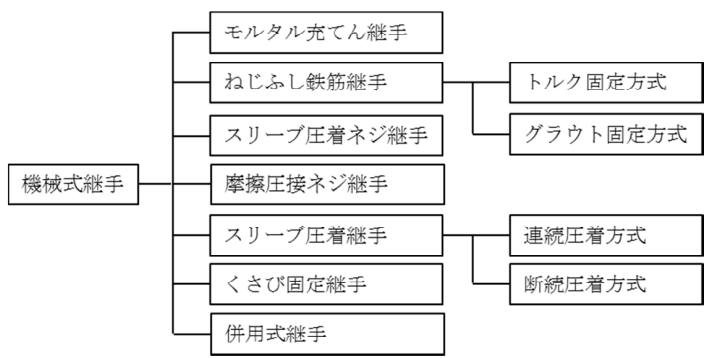 モルタル充てん継手
ねじふし鉄筋継手
トルク固定方式
グラウト固定方式
スリーブ圧着ネジ継手
機械式継手
摩擦圧接ネジ継手
スリーブ圧着継手
連続圧着方式
くさび固定継手
断続圧着方式
併用式継手